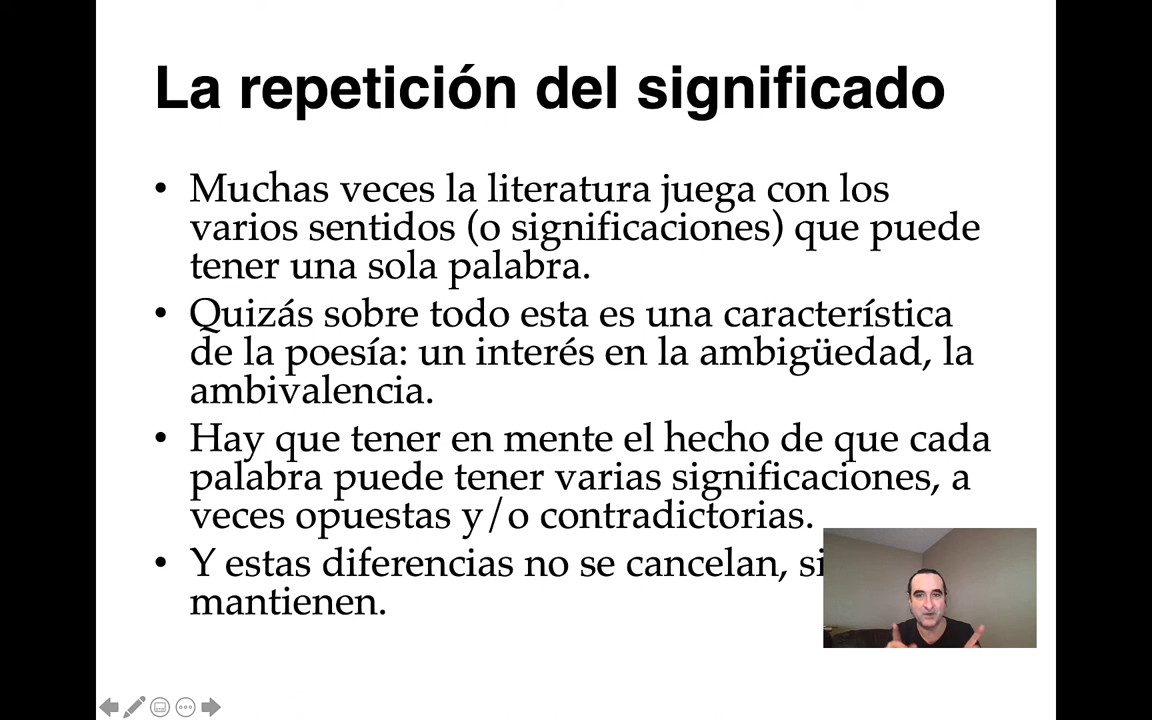 La repetición del significado
• Muchas veces la literatura juega con los
varios sentidos (o significaciones) que puede
tener una sola palabra.
• Quizás sobre todo esta es una característica
de la poesía: un interés en la ambigüedad, la
ambivalencia.
• Hay que tener en mente el hecho de que cada
palabra puede tener varias significaciones, a
veces opuestas y/o contradictorias.
• Y estas diferencias no se cancelan,
mantienen.